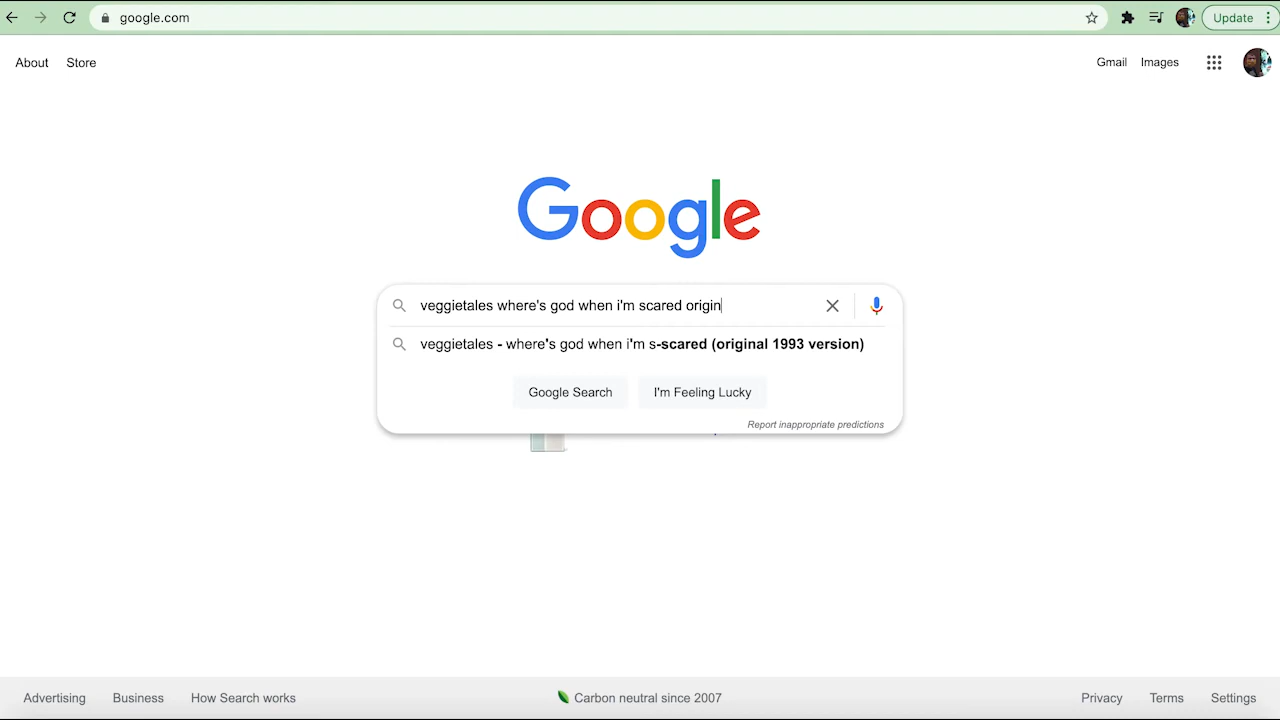 google.com
Update
About
Store
Gmail
Images
Google
veggietales where's god when i'm scared origin
veggietales - where's god when i'm s-scared (original 1993 version)
Google Search
I'm Feeling Lucky
Report inappropriate predictions
Advertising
Business
How Search works
Carbon neutral since 2007
Privacy
Terms
Settings